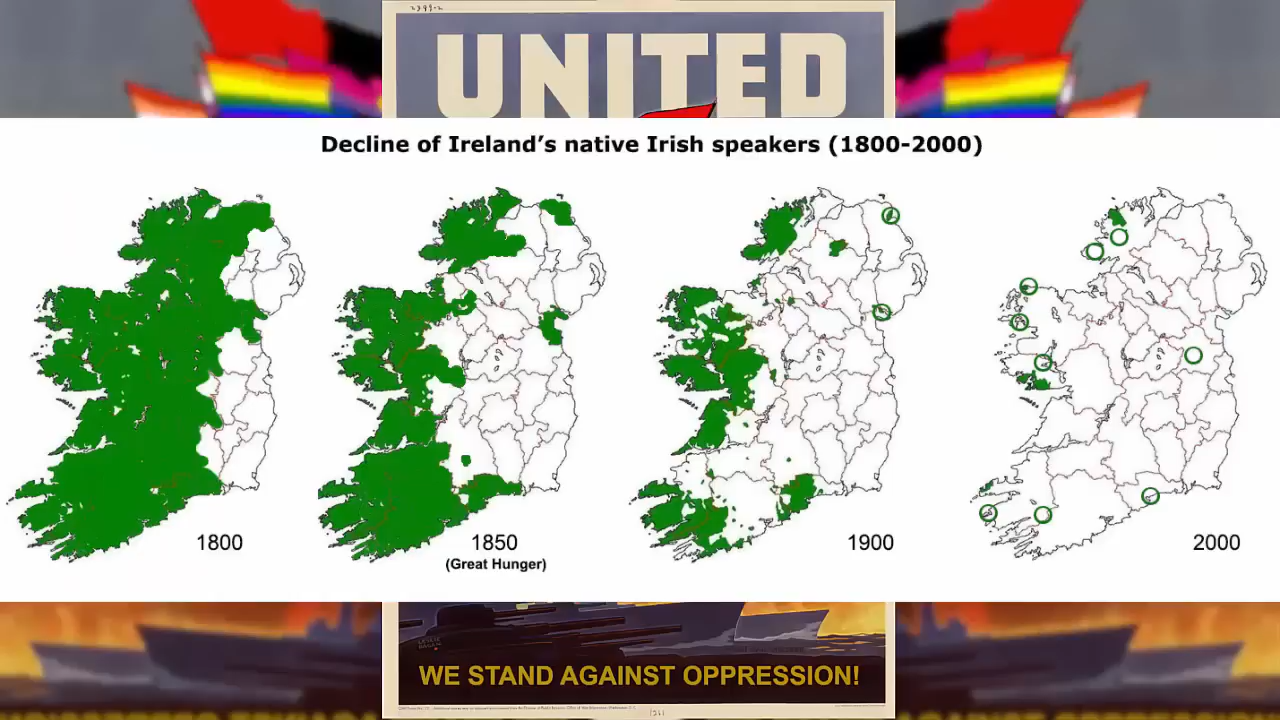 UNITED
Decline of Ireland's native Irish speakers (1800-2000)
1800
1850
(Great Hunger)
1900
2000
WE STAND AGAINST OPPRESSION!